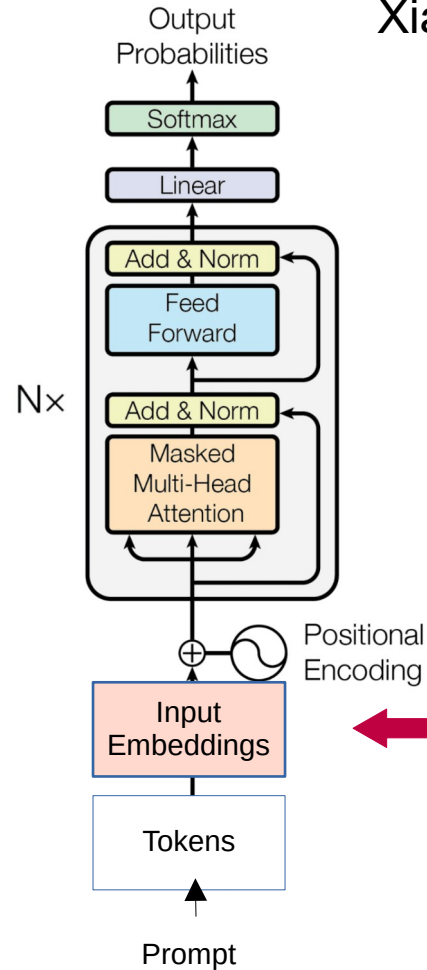 Output
Probabilities
Softmax
Linear
Add & Norm
Feed
Forward
N×
Add & Norm
Masked
Multi-Head
Attention
Positional
Encoding
Input
Embeddings
Tokens
Prompt